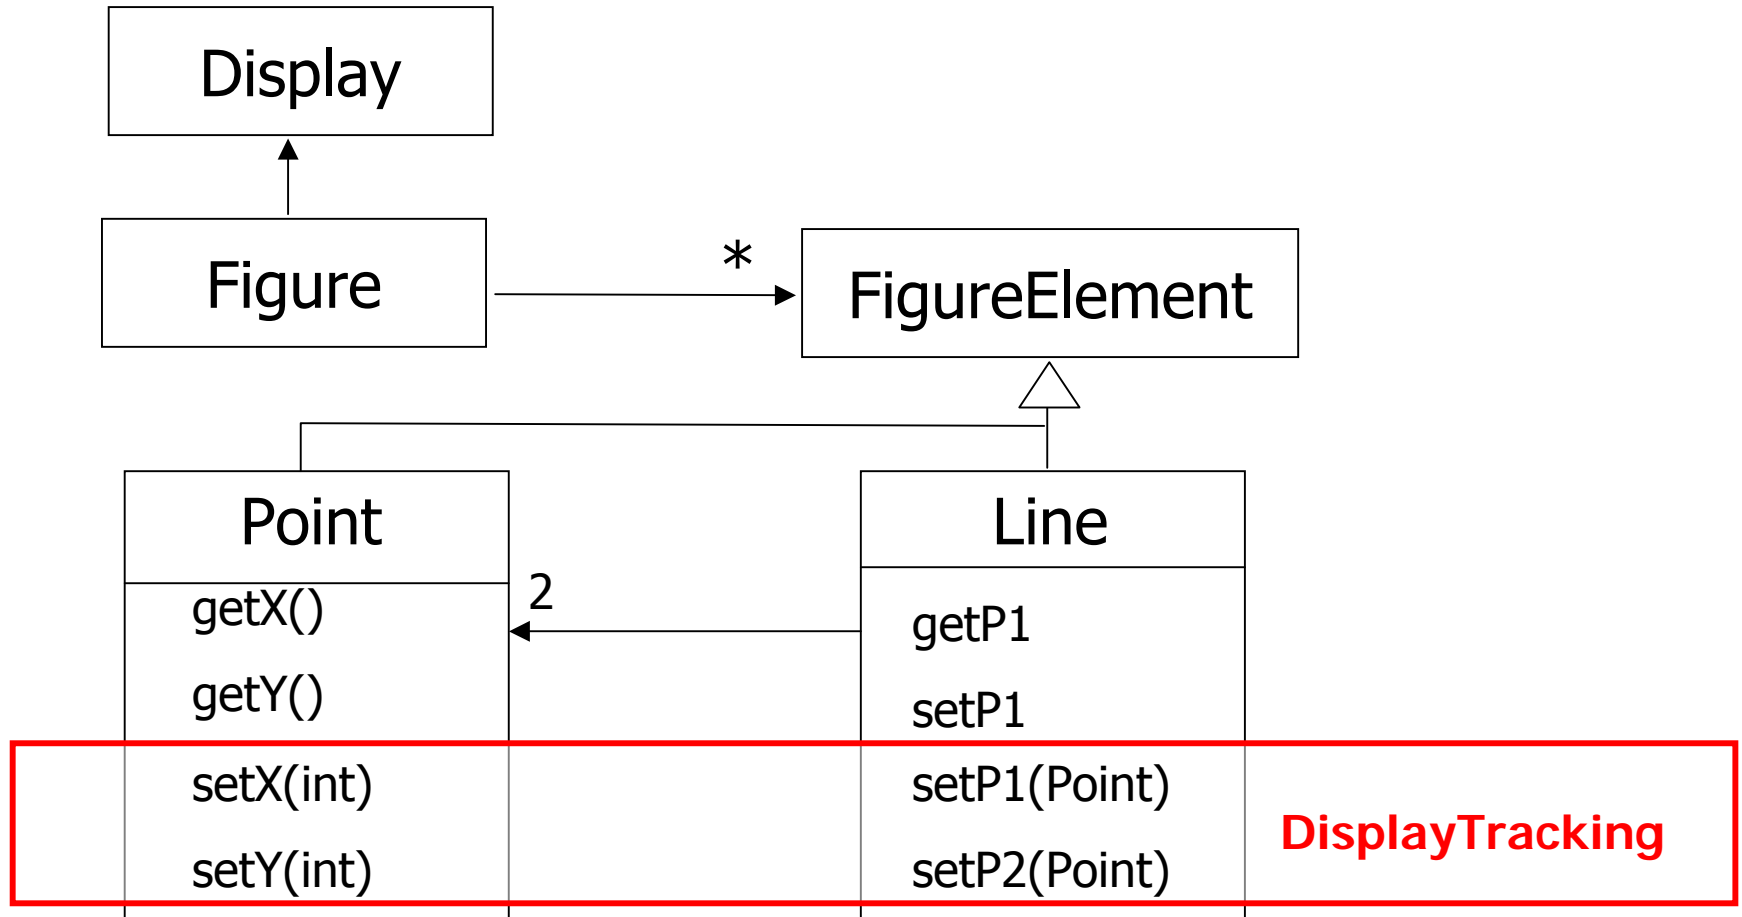 Display
Figure
*
FigureElement
Point
getX()
getY()
setX(int)
setY(int)
2
Line
getP1
setP1
setP1(Point)
setP2(Point)
DisplayTracking